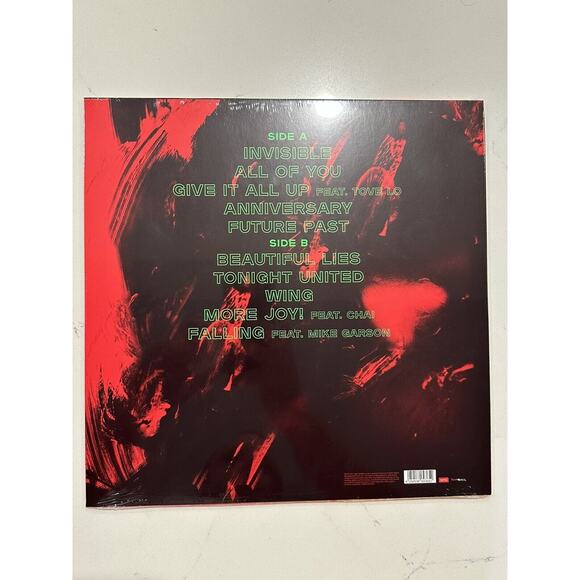 SIDE A
INVISIBLE
ALL OF YOU
GIVE IT ALL UP FEAT. TOVE LO
ANNIVERSARY
FUTURE PAST
SIDE B
BEAUTIFUL LIES
TONIGHT UNITED
WING
MORE JOY! FEAT. CHAI
FALLING FEAT. MIKE GARSON